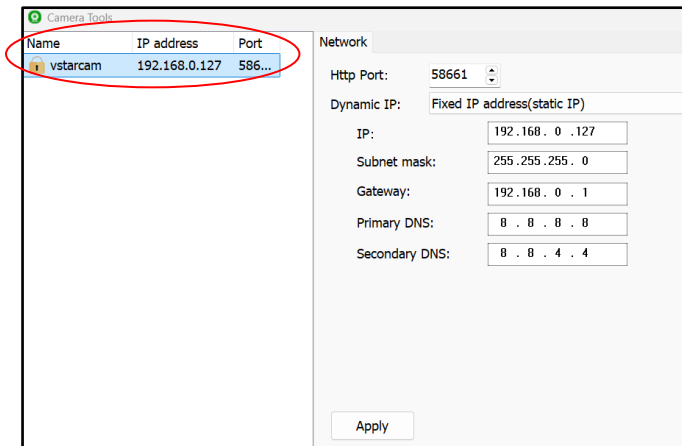 Camera Tools
Name IP address Port
vstarcam 192.168.0.127 586...
Network
Http Port: 58661
Dynamic IP: Fixed IP address(static IP)
IP: 192.168. 0 .127
Subnet mask: 255.255.255. 0
Gateway: 192.168. 0 . 1
Primary DNS: 8 . 8 . 8 . 8
Secondary DNS: 8 . 8 . 4 . 4
Apply